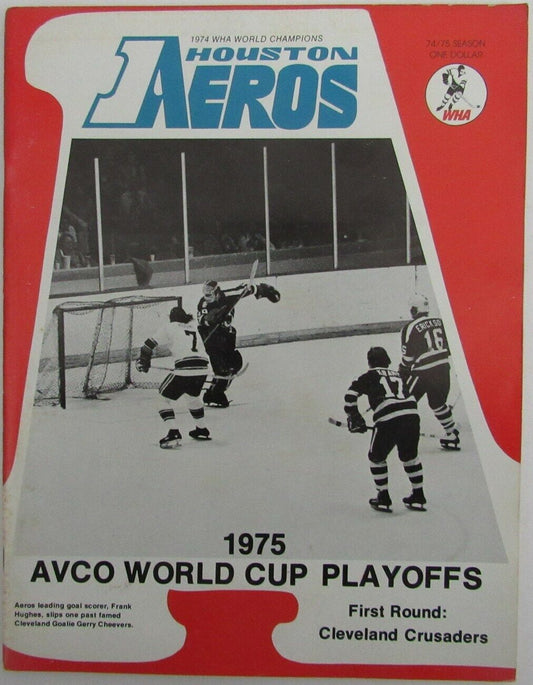 1974 WHA WORLD CHAMPIONS
1 HOUSTON
AEROS
74/75 SEASON
ONE DOLLAR
WHA
7
ERICKSON
16
17
1975
AVCO WORLD CUP PLAYOFFS
Aeros leading goal scorer, Frank
Hughes, slips one past famed
Cleveland Goalie Gerry Cheevers.
First Round:
Cleveland Crusaders